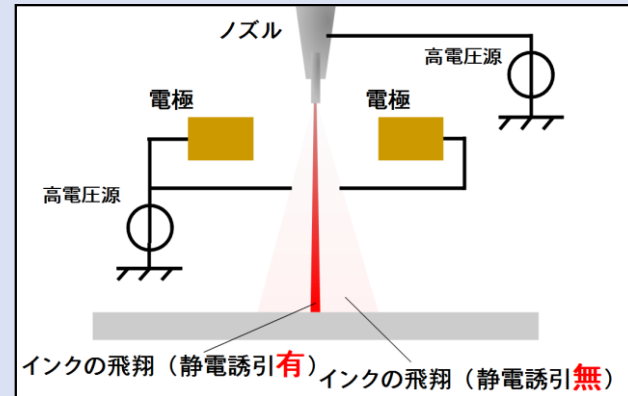 ノズル
高電圧源
電極
電極
高電圧源
インクの飛翔（静電誘引有）
インクの飛翔（静電誘引無）